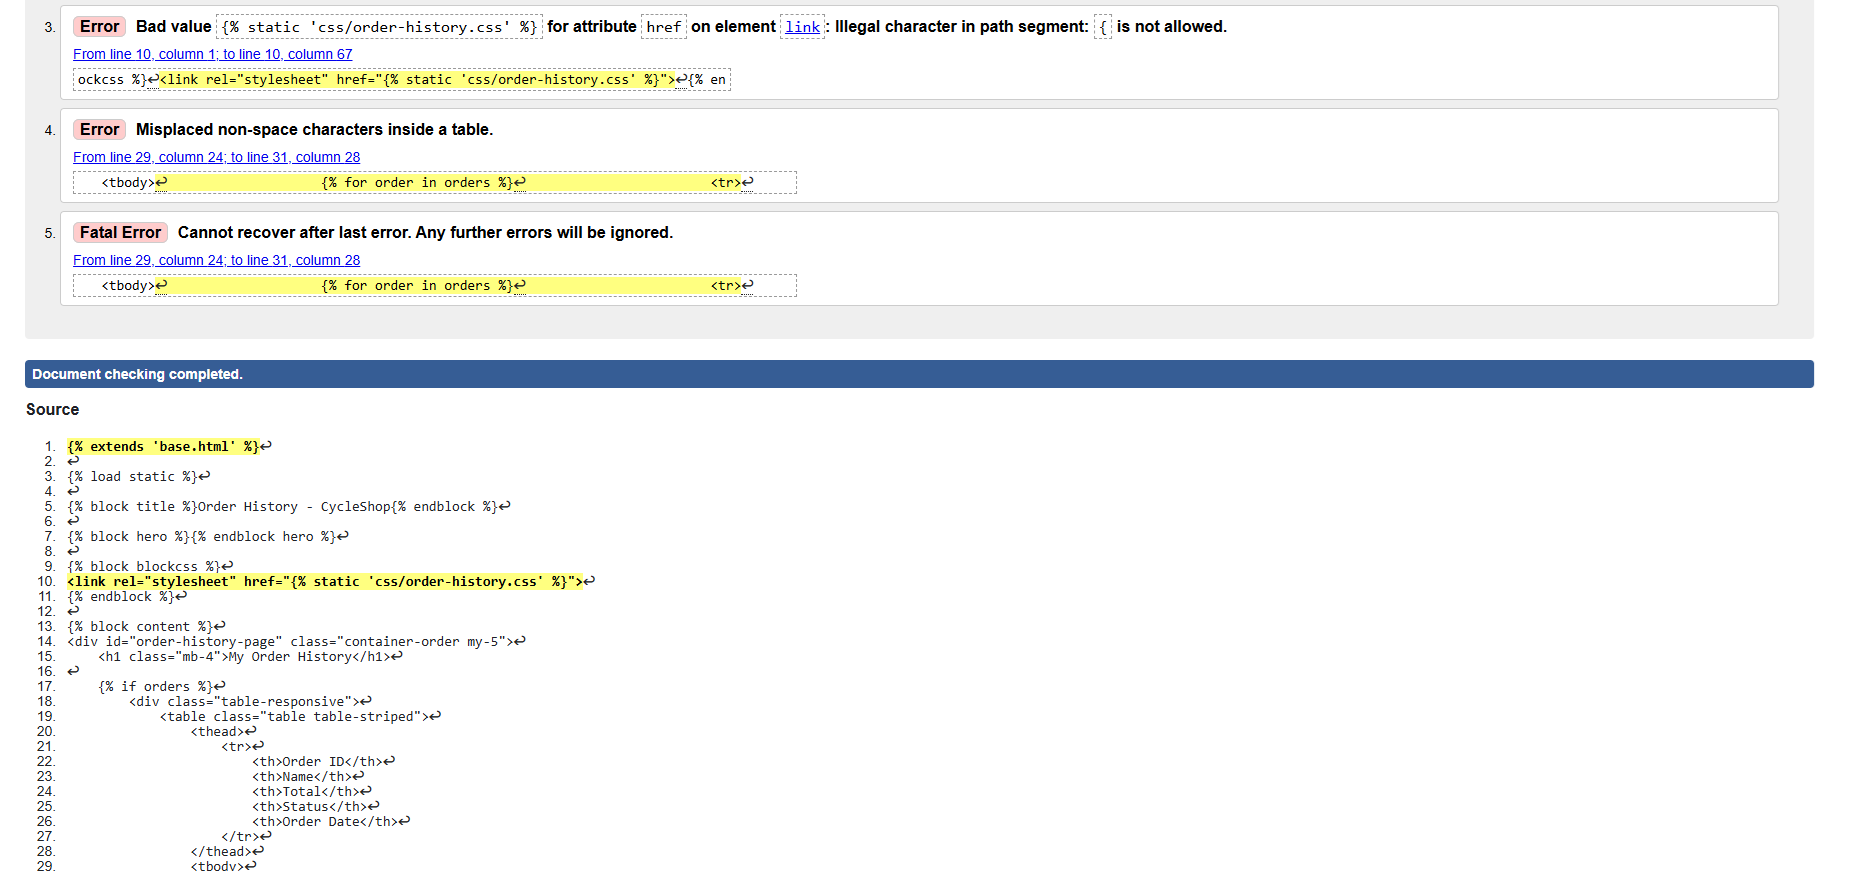 3. Error Bad value {% static 'css/order-history.css' %} for attribute href on element link: Illegal character in path segment: { is not allowed.
From line 10, column 1; to line 10, column 67
ockcss %}↩<link rel="stylesheet" href="{% static 'css/order-history.css' %}">↩{% en
4. Error Misplaced non-space characters inside a table.
From line 29, column 24; to line 31, column 28
<tbody>↩ {% for order in orders %}↩ <tr>↩
5. Fatal Error Cannot recover after last error. Any further errors will be ignored.
From line 29, column 24; to line 31, column 28
<tbody>↩ {% for order in orders %}↩ <tr>↩
Document checking completed.
Source
1. {% extends 'base.html' %}↩
2. ↩
3. {% load static %}↩
4. ↩
5. {% block title %}Order History - CycleShop{% endblock %}↩
6. ↩
7. {% block hero %}{% endblock hero %}↩
8. ↩
9. {% block blockcss %}↩
10. <link rel="stylesheet" href="{% static 'css/order-history.css' %}">↩
11. {% endblock %}↩
12. ↩
13. {% block content %}↩
14. <div id="order-history-page" class="container-order my-5">↩
15. <h1 class="mb-4">My Order History</h1>↩
16. ↩
17. {% if orders %}↩
18. <div class="table-responsive">↩
19. <table class="table table-striped">↩
20. <thead>↩
21. <tr>↩
22. <th>Order ID</th>↩
23. <th>Name</th>↩
24. <th>Total</th>↩
25. <th>Status</th>↩
26. <th>Order Date</th>↩
27. </tr>↩
28. </thead>↩
29. <tbody>↩